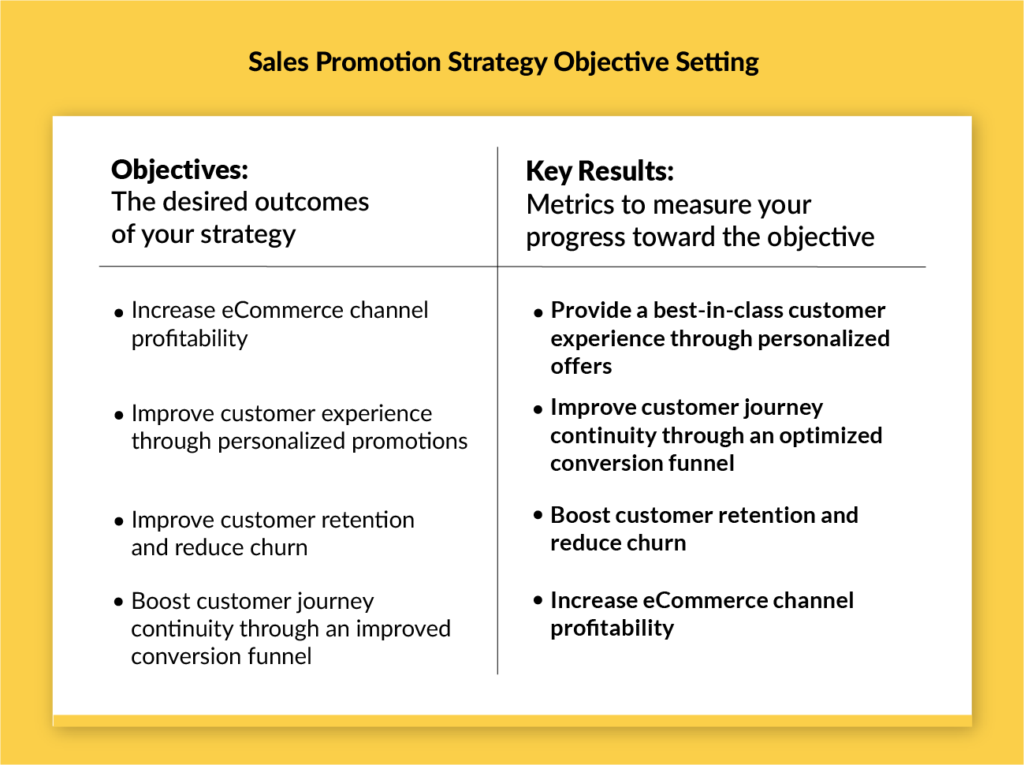 Sales Promotion Strategy Objective Setting
Objectives:
The desired outcomes
of your strategy
• Increase eCommerce channel
profitability
• Improve customer experience
through personalized promotions
• Improve customer retention
and reduce churn
• Boost customer journey
continuity through an improved
conversion funnel
Key Results:
Metrics to measure your
progress toward the objective
• Provide a best-in-class customer
experience through personalized
offers
• Improve customer journey
continuity through an optimized
conversion funnel
• Boost customer retention and
reduce churn
• Increase eCommerce channel
profitability